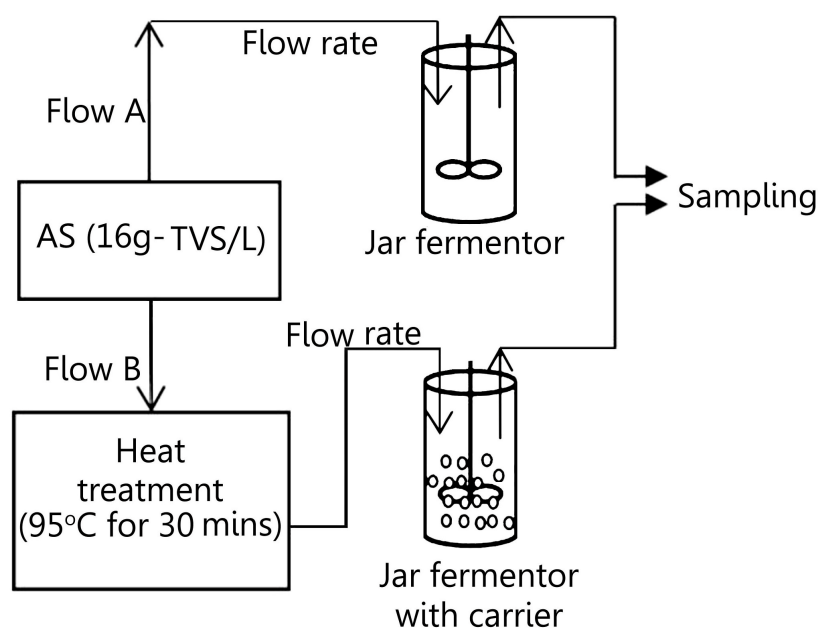 Flow rate
Flow A
AS (16g-TVS/L)
Sampling
Jar fermentor
Flow rate
Flow B
Heat
treatment
(95°C for 30 mins)
Jar fermentor
with carrier